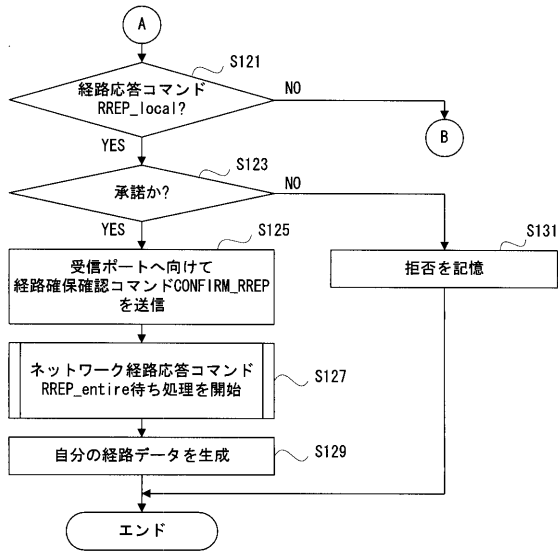 A
S121
経路応答コマンド
RREP_local?
NO
B
YES
S123
承諾か?
NO
YES
S125
S131
受信ポートへ向けて
経路確保確認コマンドCONFIRM_RREP
を送信
拒否を記憶
ネットワーク経路応答コマンド
RREP_entire待ち処理を開始
S127
自分の経路データを生成
S129
エンド